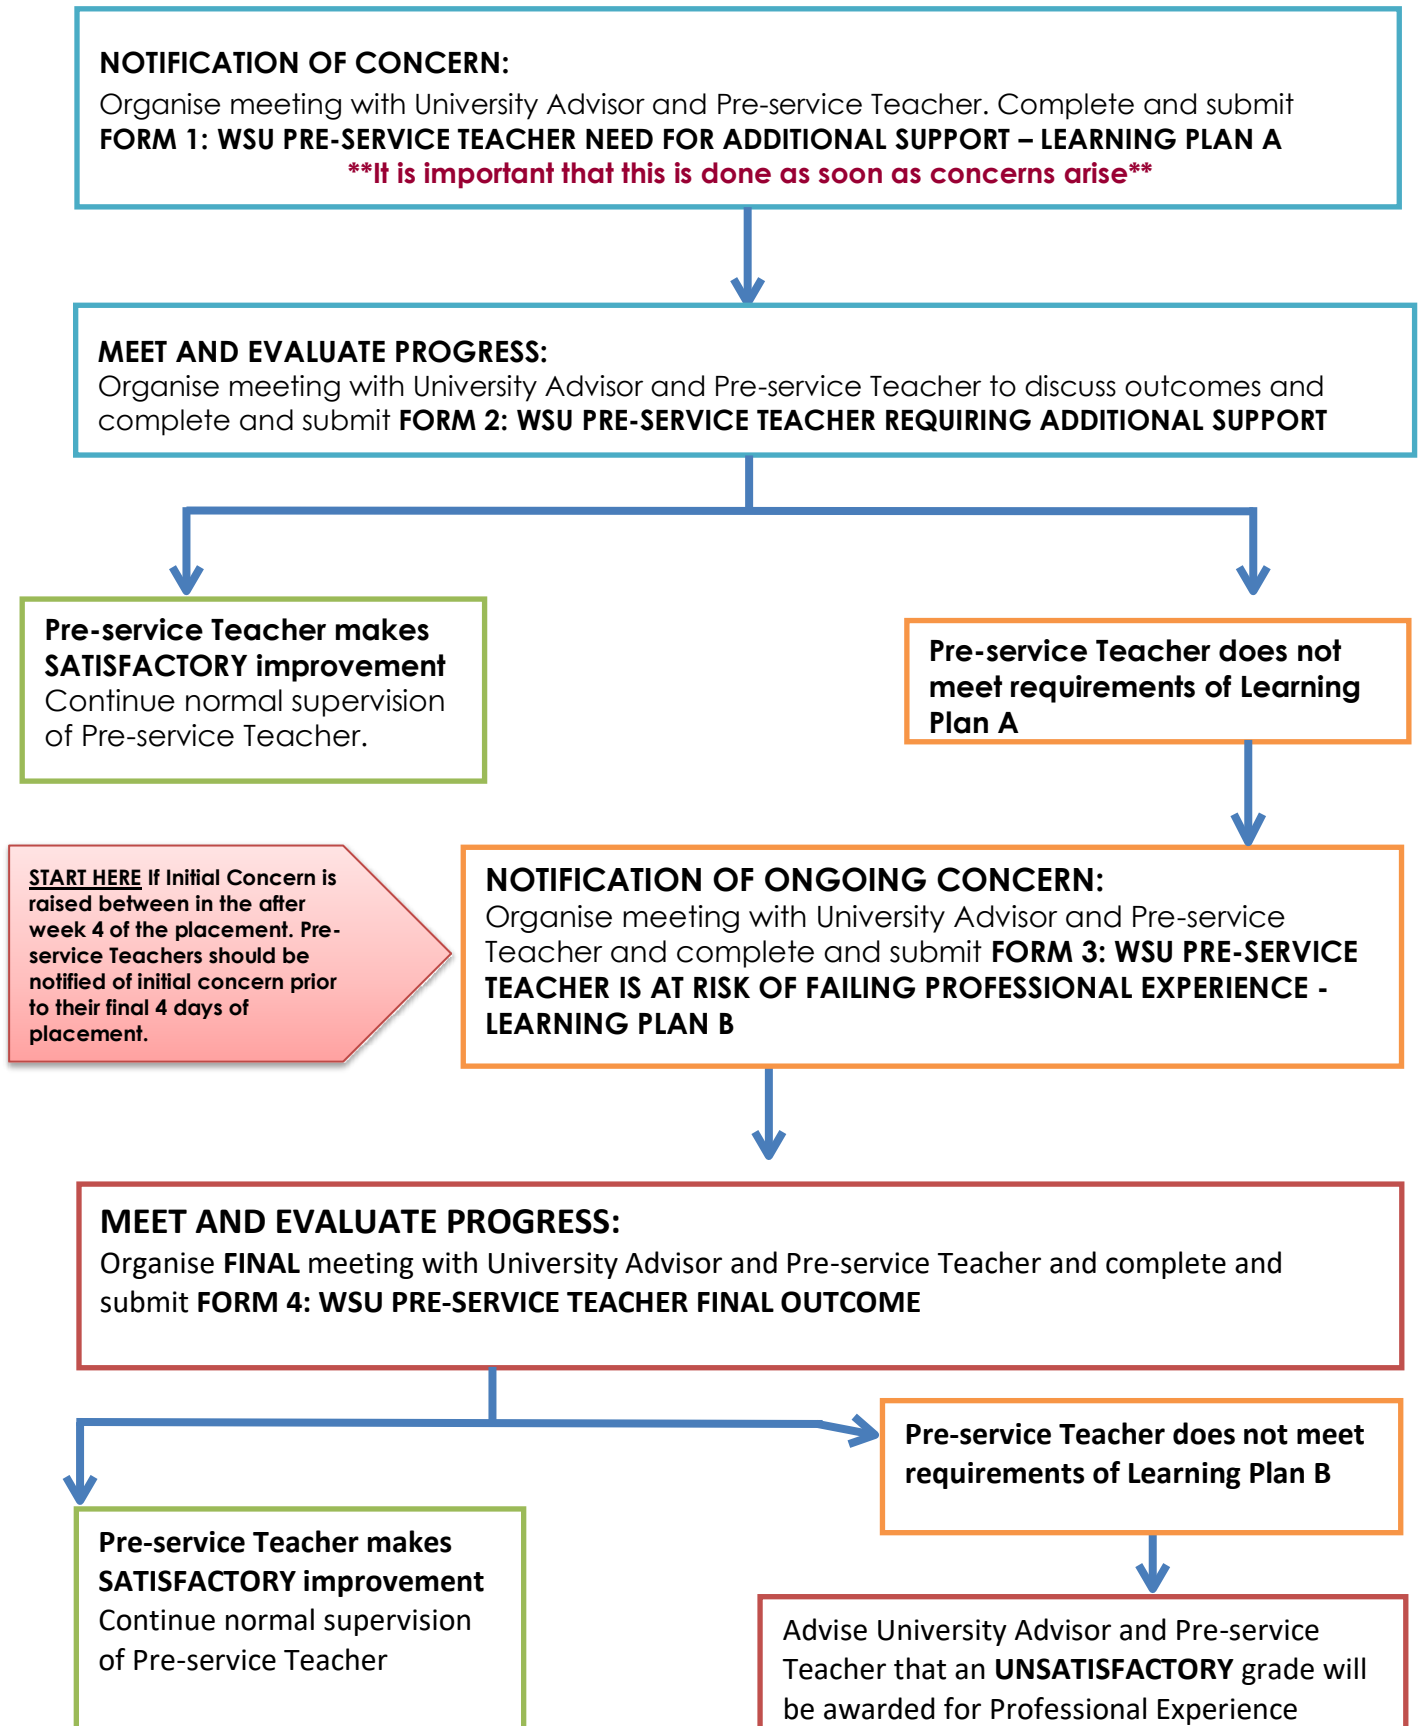 NOTIFICATION OF CONCERN:
Organise meeting with University Advisor and Pre-service Teacher. Complete and submit
FORM 1: WSU PRE-SERVICE TEACHER NEED FOR ADDITIONAL SUPPORT – LEARNING PLAN A
**It is important that this is done as soon as concerns arise**
MEET AND EVALUATE PROGRESS:
Organise meeting with University Advisor and Pre-service Teacher to discuss outcomes and
complete and submit FORM 2: WSU PRE-SERVICE TEACHER REQUIRING ADDITIONAL SUPPORT
Pre-service Teacher makes
SATISFACTORY improvement
Continue normal supervision
of Pre-service Teacher.
Pre-service Teacher does not
meet requirements of Learning
Plan A
START HERE If Initial Concern is
raised between in the after
week 4 of the placement. Pre-
service Teachers should be
notified of initial concern prior
to their final 4 days of
placement.
NOTIFICATION OF ONGOING CONCERN:
Organise meeting with University Advisor and Pre-service
Teacher and complete and submit FORM 3: WSU PRE-SERVICE
TEACHER IS AT RISK OF FAILING PROFESSIONAL EXPERIENCE -
LEARNING PLAN B
MEET AND EVALUATE PROGRESS:
Organise FINAL meeting with University Advisor and Pre-service Teacher and complete and
submit FORM 4: WSU PRE-SERVICE TEACHER FINAL OUTCOME
Pre-service Teacher does not meet
requirements of Learning Plan B
Pre-service Teacher makes
SATISFACTORY improvement
Continue normal supervision
of Pre-service Teacher
Advise University Advisor and Pre-service
Teacher that an UNSATISFACTORY grade will
be awarded for Professional Experience